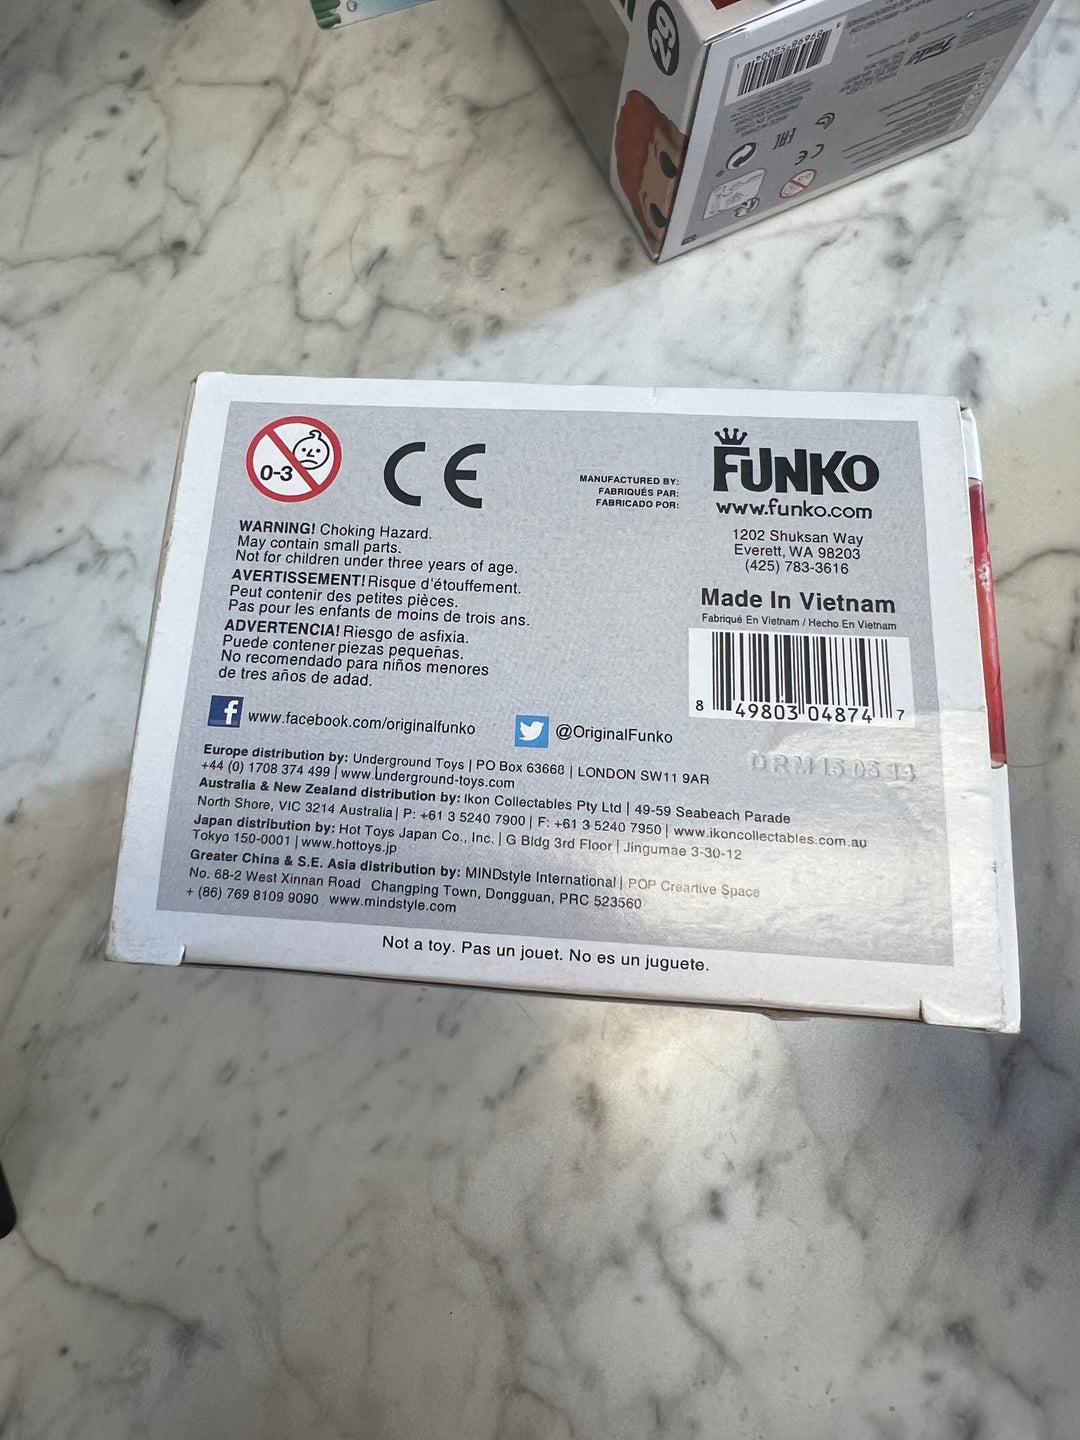 29
0-3
CE
WARNING! Choking Hazard.
May contain small parts.
Not for children under three years of age.
AVERTISSEMENT! Risque d'étouffement.
Peut contenir des petites pièces.
Pas pour les enfants de moins de trois ans.
ADVERTENCIA! Riesgo de asfixia.
Puede contener piezas pequeñas.
No recomendado para niños menores
de tres años de adad.
MANUFACTURED BY:
FABRIQUÉS PAR:
FABRICADO POR:
FUNKO
www.funko.com
1202 Shuksan Way
Everett, WA 98203
(425) 783-3616
Made In Vietnam
Fabriqué En Vietnam / Hecho En Vietnam
8 49803 04874 7
f www.facebook.com/originalfunko
@OriginalFunko
DRM150314
Europe distribution by: Underground Toys | PO Box 63668 | LONDON SW11 9AR
+44 (0) 1708 374 499 | www.underground-toys.com
Australia & New Zealand distribution by: Ikon Collectables Pty Ltd | 49-59 Seabeach Parade
North Shore, VIC 3214 Australia | P: +61 3 5240 7900 | F: +61 3 5240 7950 | www.ikoncollectables.com.au
Japan distribution by: Hot Toys Japan Co., Inc. | G Bldg 3rd Floor | Jingumae 3-30-12
Tokyo 150-0001 | www.hottoys.jp
Greater China & S.E. Asia distribution by: MINDstyle International | POP Creartive Space
No. 68-2 West Xinnan Road Changping Town, Dongguan, PRC 523560
+ (86) 769 8109 9090 www.mindstyle.com
Not a toy. Pas un jouet. No es un juguete.